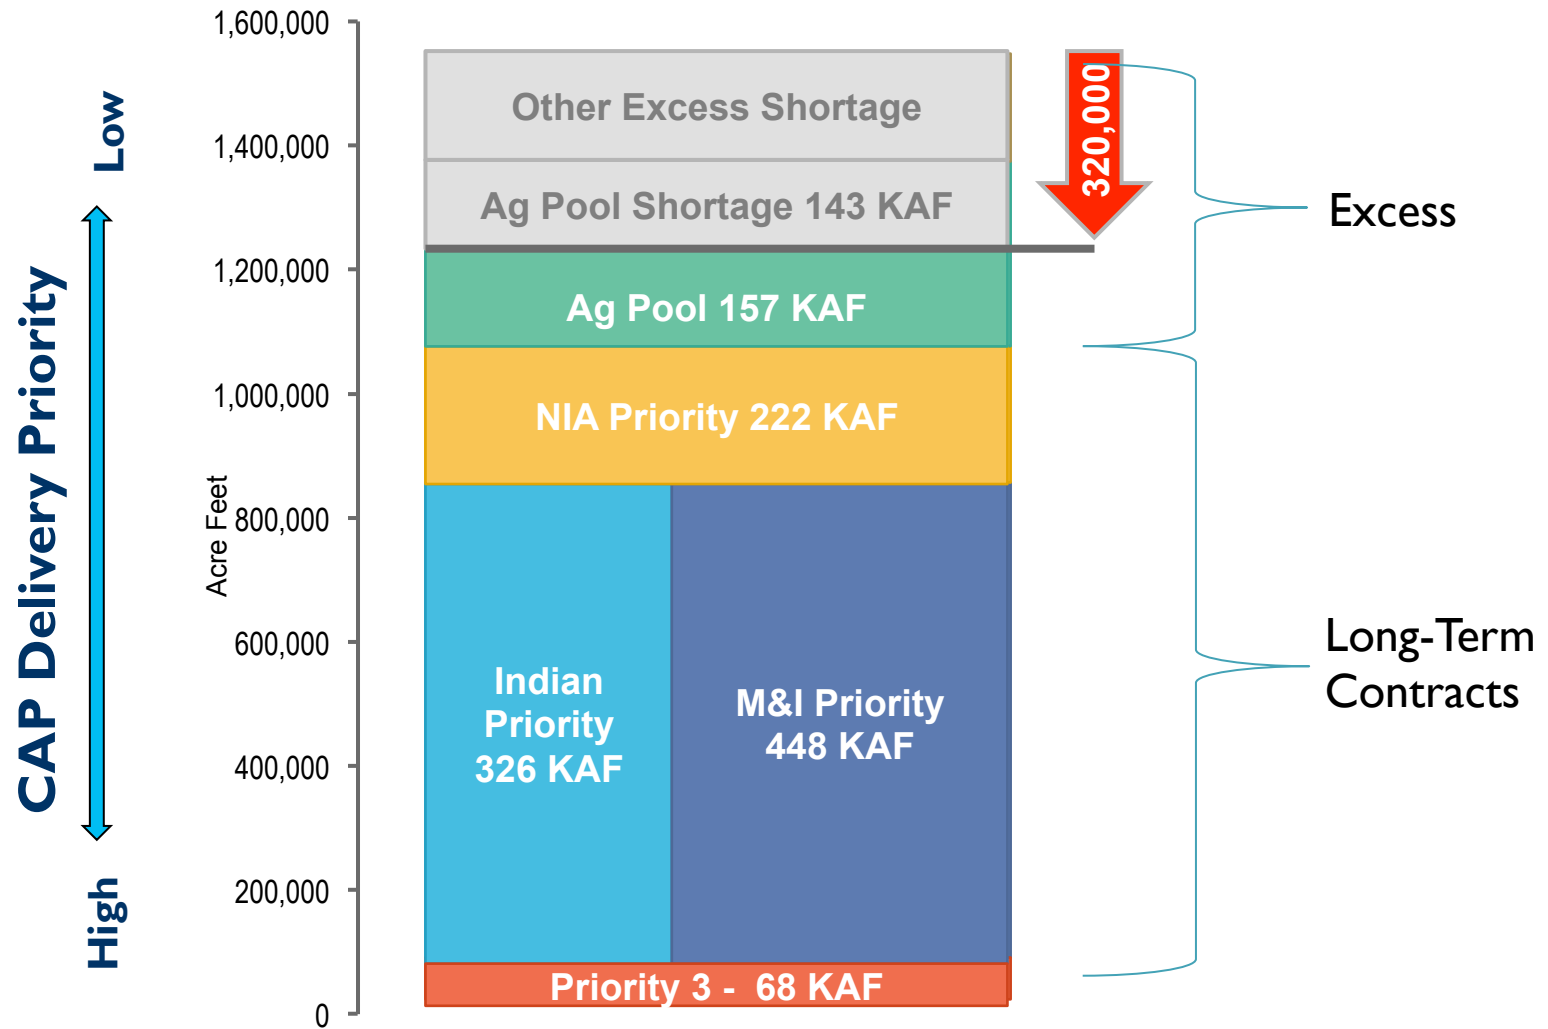 CAP Delivery Priority
Low
High
Acre Feet
1,600,000
1,400,000
1,200,000
1,000,000
800,000
600,000
400,000
200,000
0
Other Excess Shortage
Ag Pool Shortage 143 KAF
Ag Pool 157 KAF
NIA Priority 222 KAF
Indian
Priority
326 KAF
M&I Priority
448 KAF
Priority 3 - 68 KAF
320,000
Excess
Long-Term
Contracts